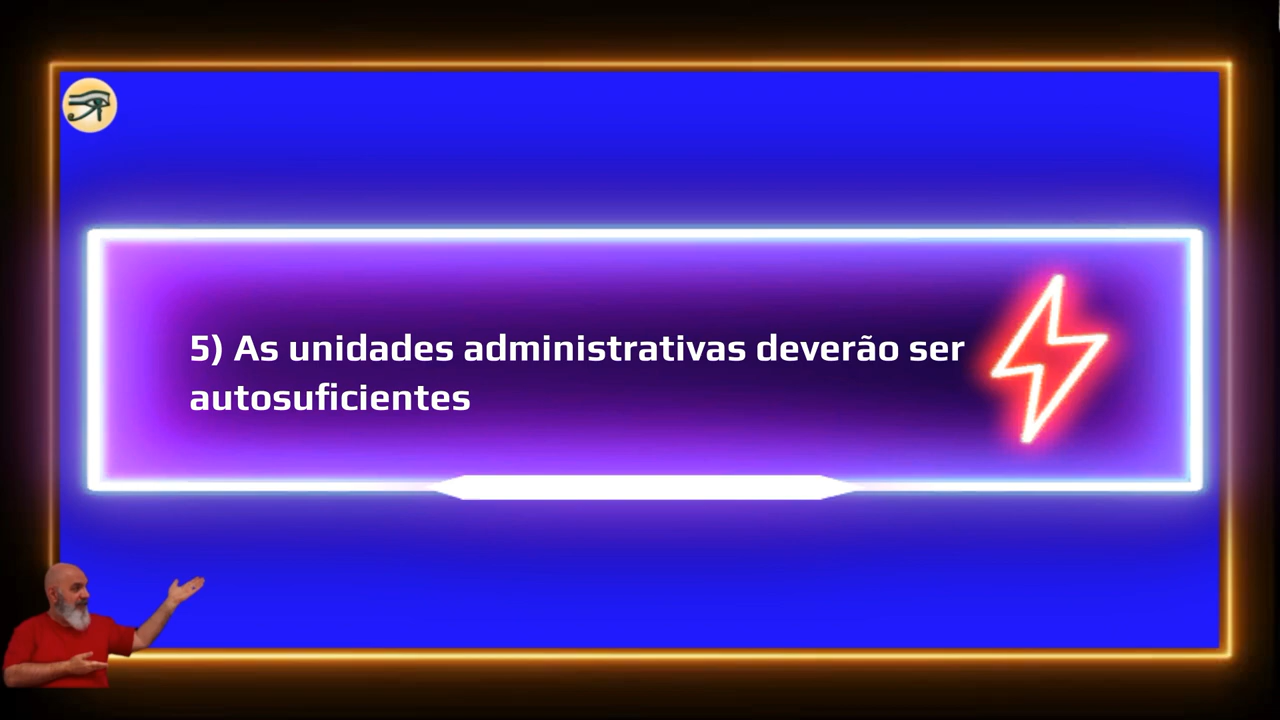 5) As unidades administrativas deverão ser
autosuficientes